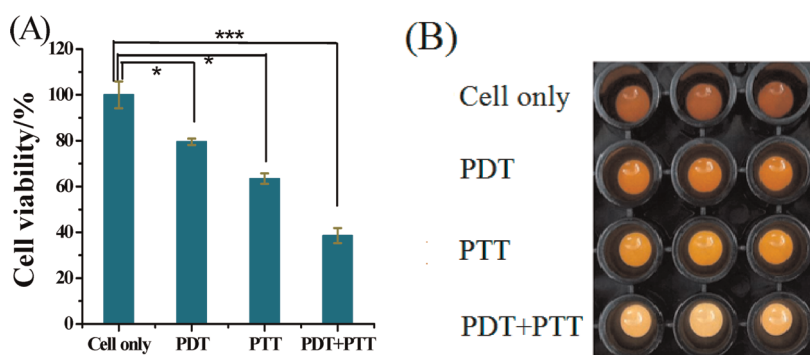 (A)
Cell viability/%
120
100
80
60
40
20
0
***
*
*
Cell only
PDT
PTT
PDT+PTT
(B)
Cell only
PDT
PTT
PDT+PTT